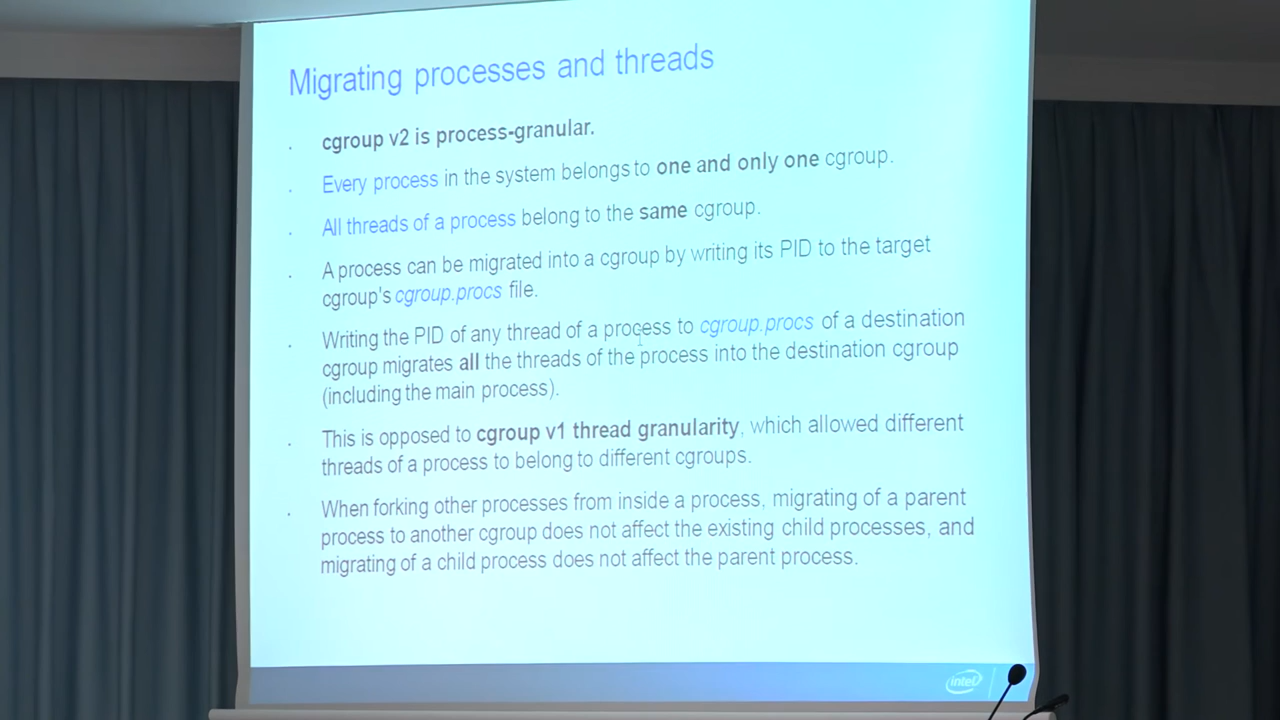 Migrating processes and threads
. cgroup v2 is process-granular.
. Every process in the system belongs to one and only one cgroup.
. All threads of a process belong to the same cgroup.
. A process can be migrated into a cgroup by writing its PID to the target
cgroup's cgroup.procs file.
. Writing the PID of any thread of a process to cgroup.procs of a destination
cgroup migrates all the threads of the process into the destination cgroup
(including the main process).
. This is opposed to cgroup v1 thread granularity, which allowed different
threads of a process to belong to different cgroups.
. When forking other processes from inside a process, migrating of a parent
process to another cgroup does not affect the existing child processes, and
migrating of a child process does not affect the parent process.
intel